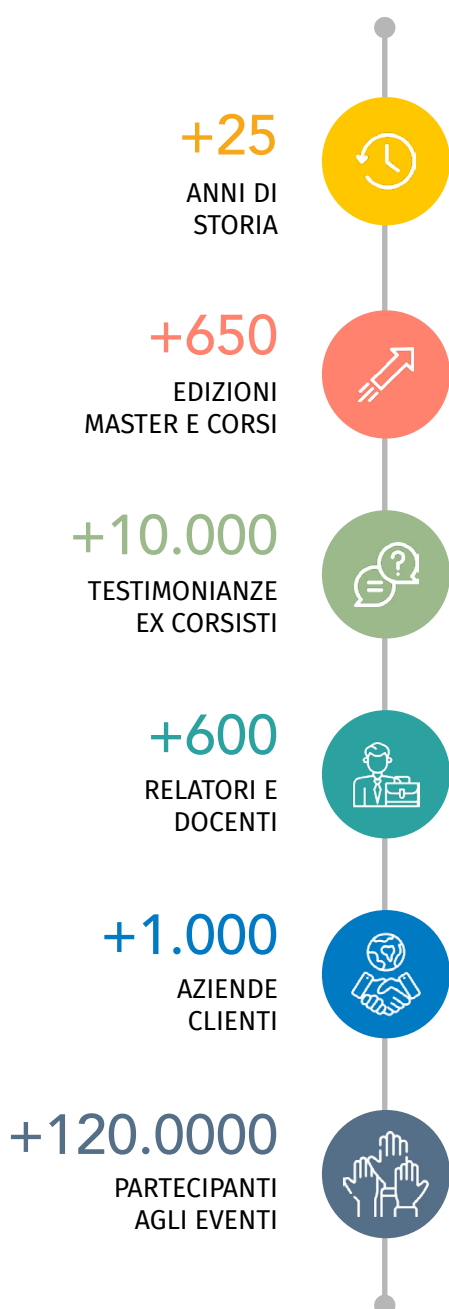 +25
ANNI DI
STORIA
+650
EDIZIONI
MASTER E CORSI
+10.000
TESTIMONIANZE
EX CORSISTI
?
+600
RELATORI E
DOCENTI
+1.000
AZIENDE
CLIENTI
+120.0000
PARTECIPANTI
AGLI EVENTI